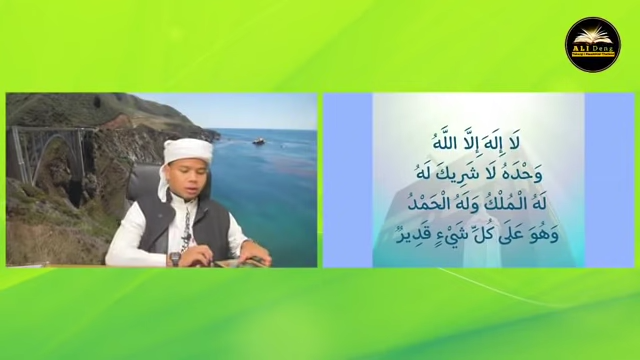 ALI Deng
لَا إِلَهَ إِلَّا اللَّهُ
وَحْدَهُ لَا شَرِيكَ لَهُ
لَهُ الْمُلْكُ وَلَهُ الْحَمْدُ
وَهُوَ عَلَى كُلِّ شَيْءٍ قَدِيرٌ